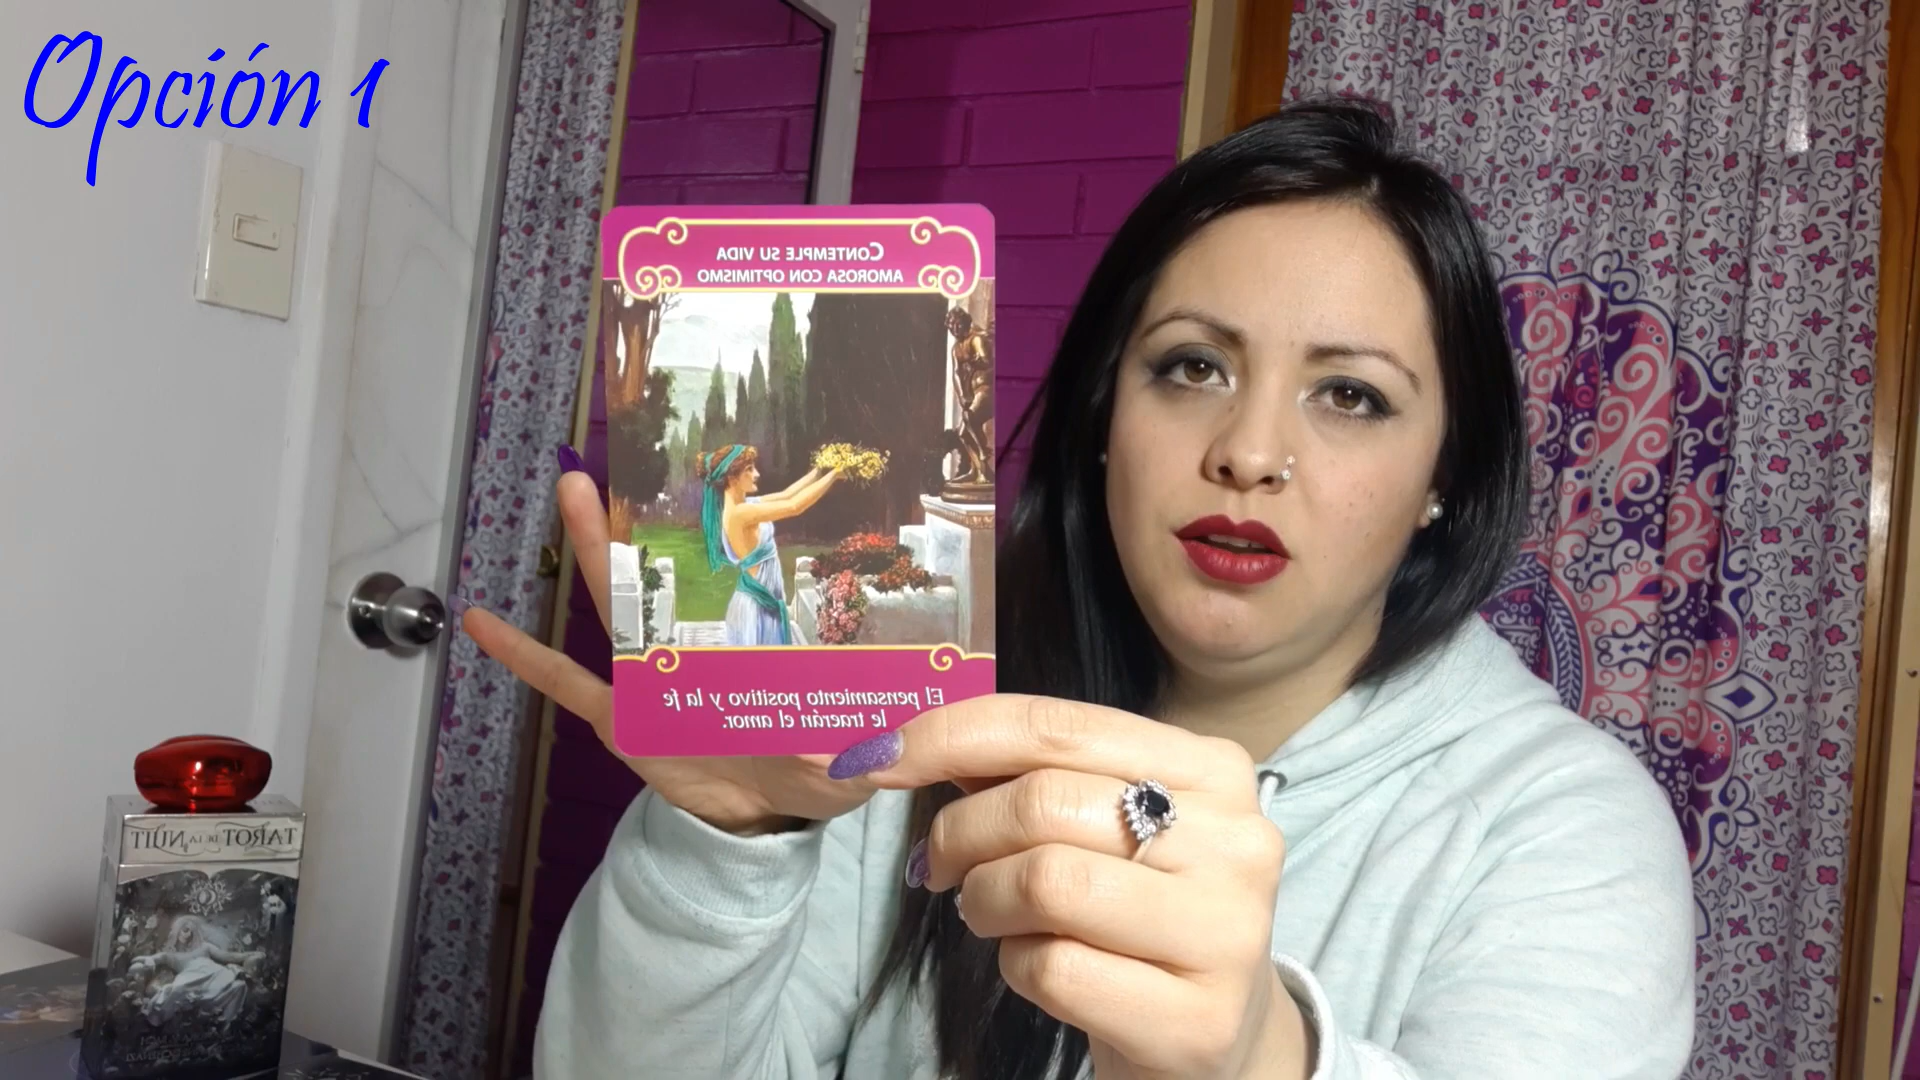 Opción 1
CONTEMPLE SU VIDA
AMOROSA CON OPTIMISMO
El pensamiento positivo y la fe
le traerán el amor.
TAROT DE LA NUIT